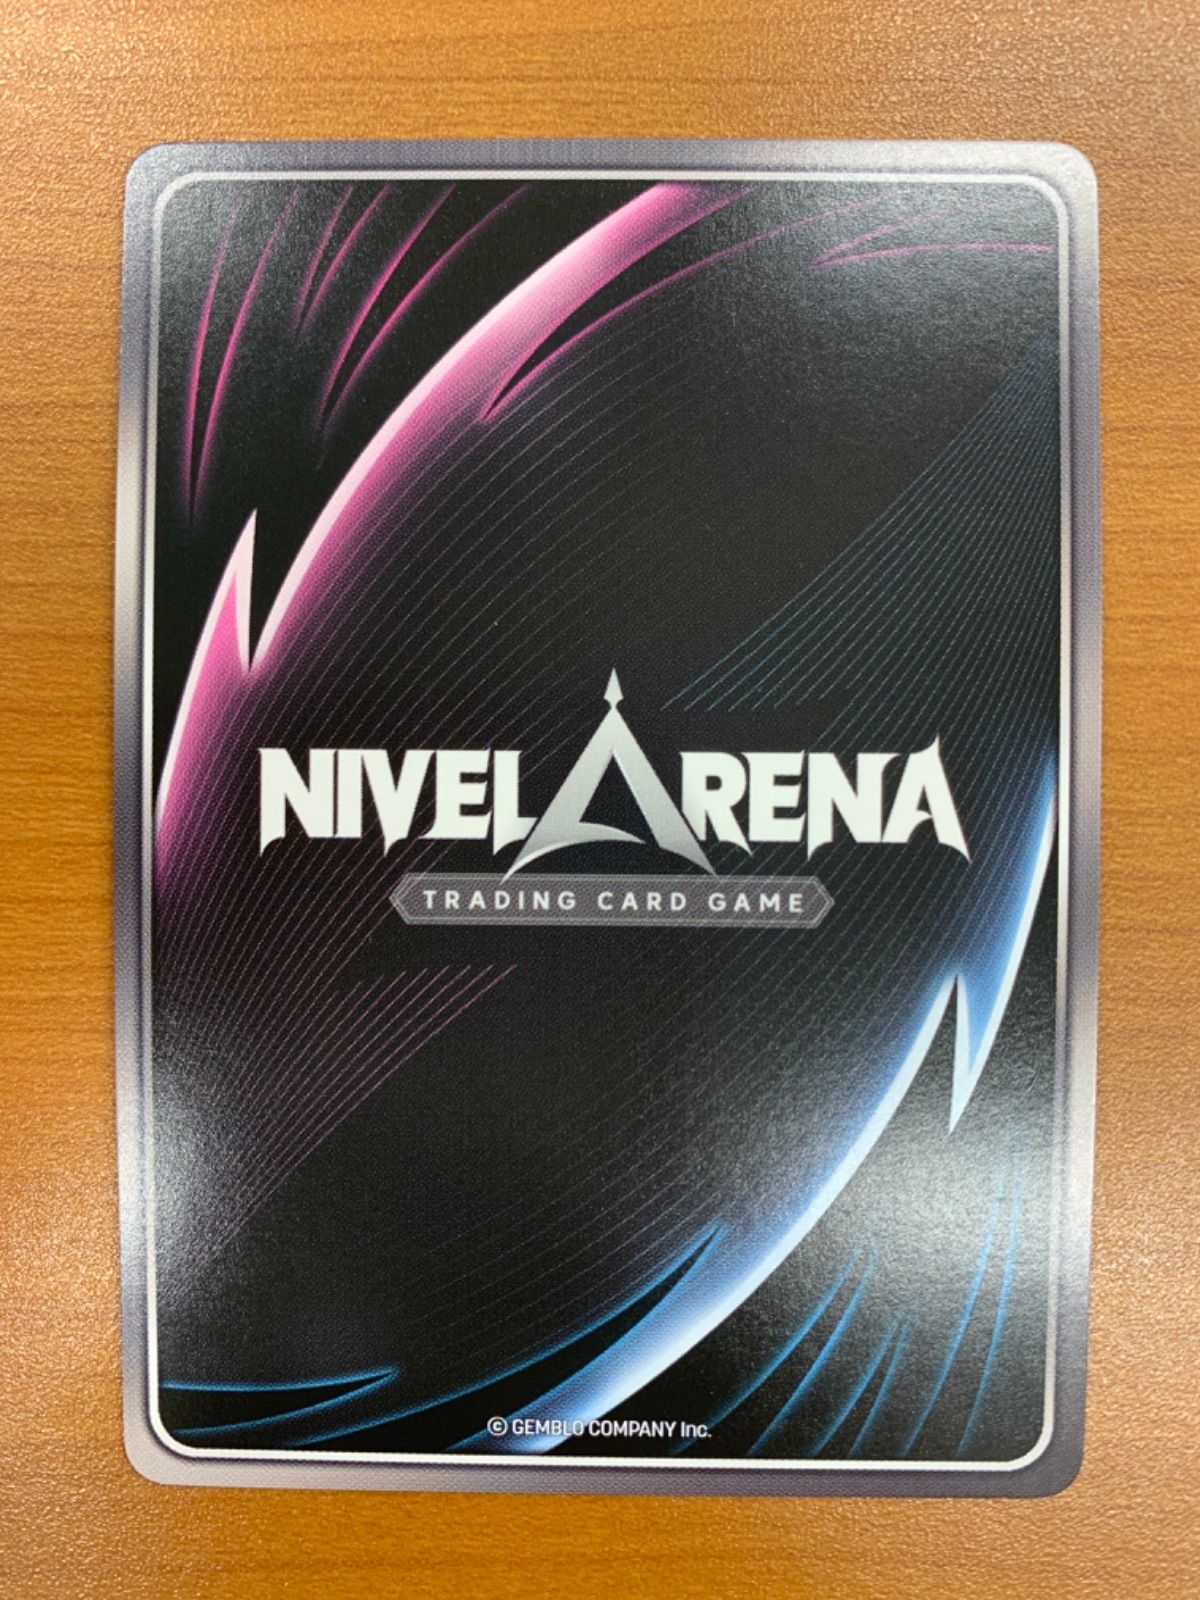 NIVEL ARENA
TRADING CARD GAME
© GEMBLO COMPANY Inc.